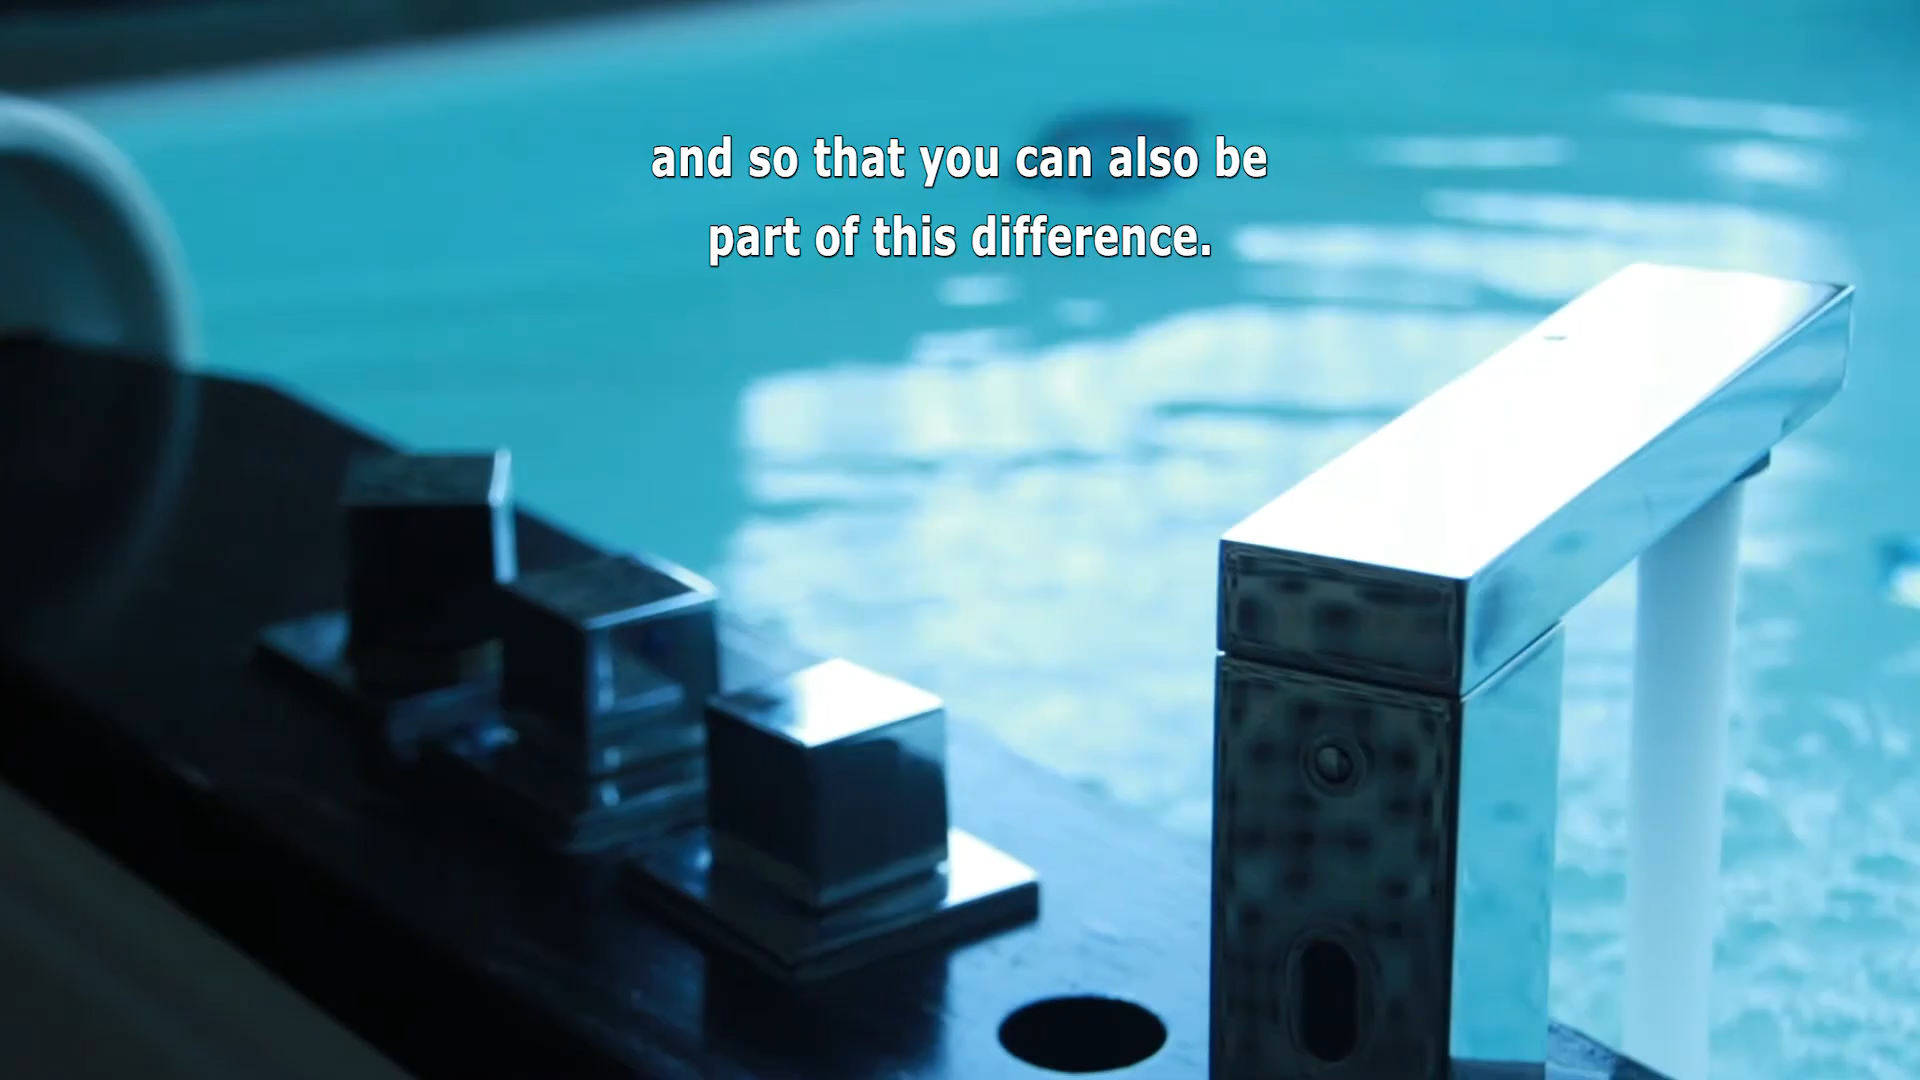 and so that you can also be
part of this difference.